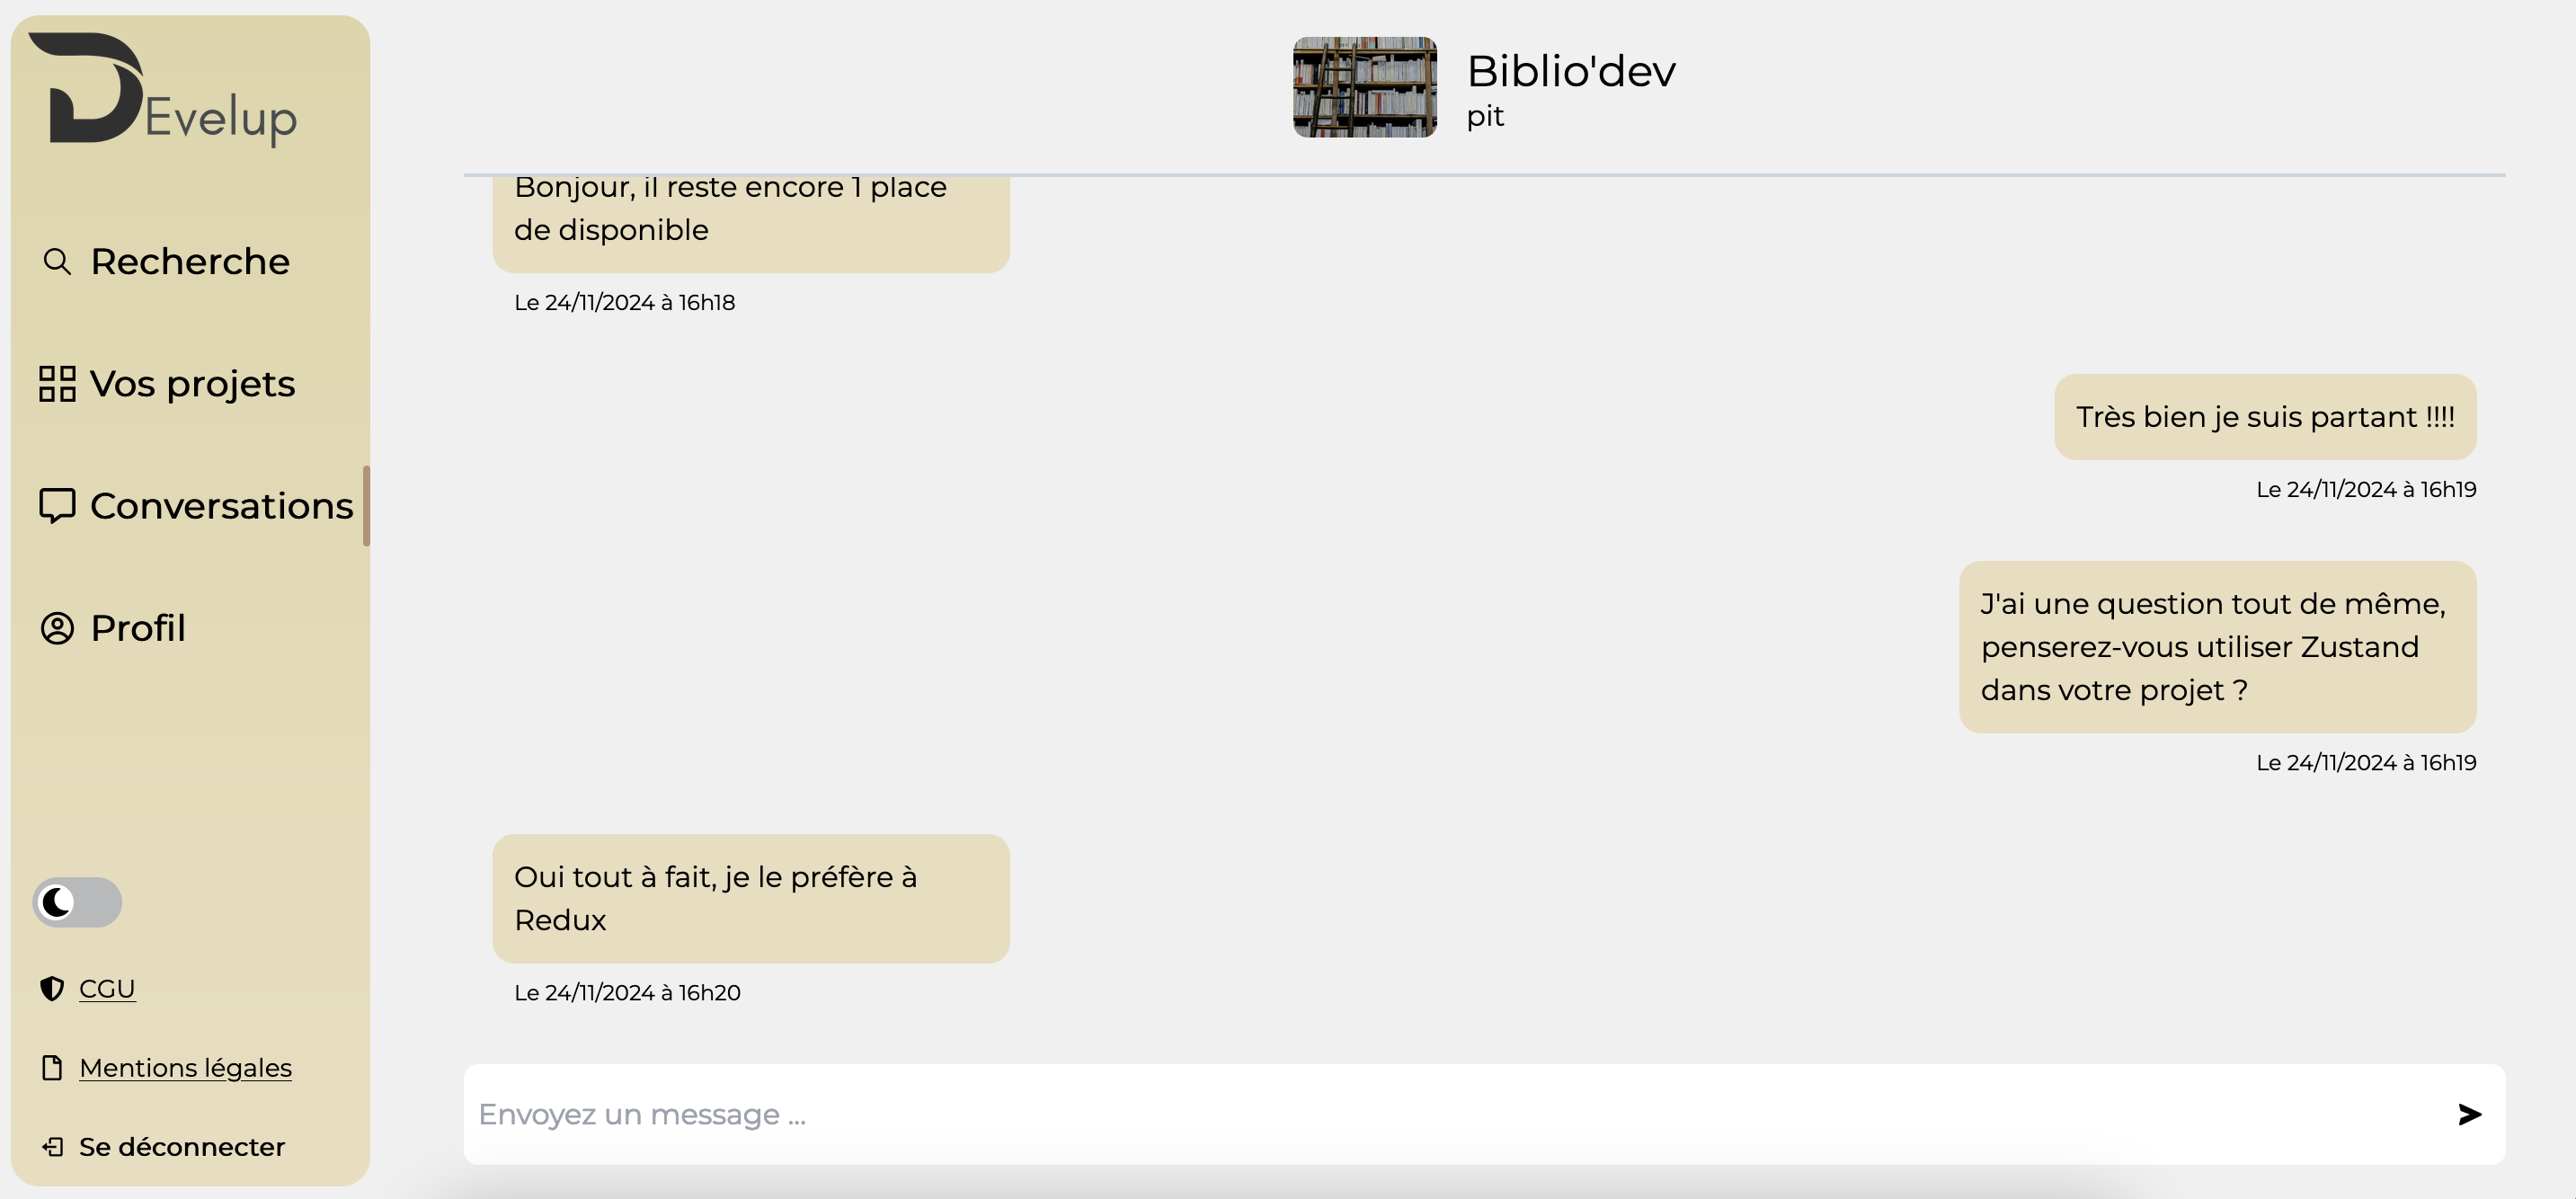 DEvelup
Recherche
Vos projets
Conversations
Profil
CGU
Mentions légales
Se déconnecter
Biblio'dev
pit
Bonjour, il reste encore 1 place
de disponible
Le 24/11/2024 à 16h18
Très bien je suis partant !!!!
Le 24/11/2024 à 16h19
J'ai une question tout de même,
penserez-vous utiliser Zustand
dans votre projet ?
Le 24/11/2024 à 16h19
Oui tout à fait, je le préfère à
Redux
Le 24/11/2024 à 16h20
Envoyez un message ...